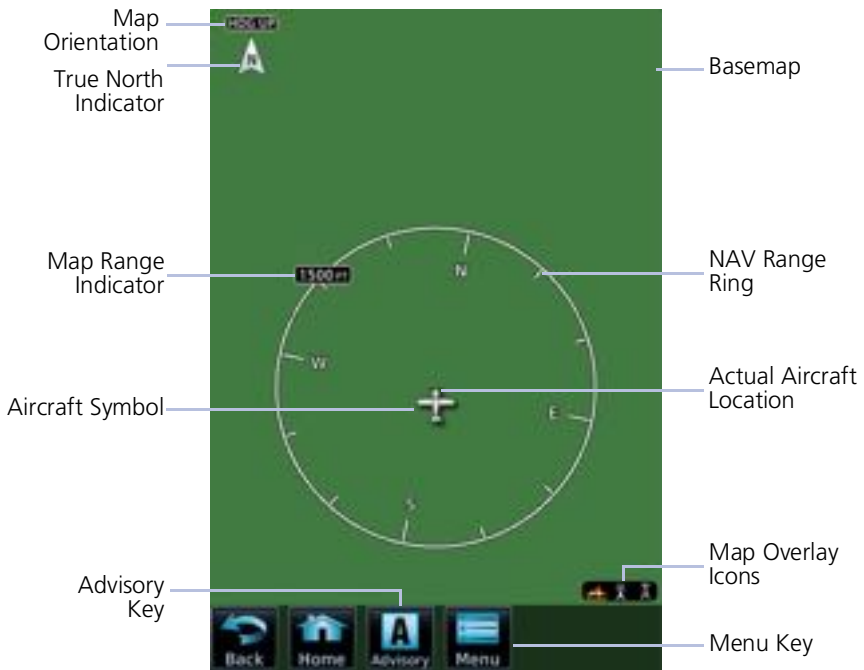 Map
Orientation
HDG UP
True North
Indicator
N
Basemap
Map Range
Indicator
1500 FT
N
NAV Range
Ring
W
Aircraft Symbol
E
Actual Aircraft
Location
S
Map Overlay
Icons
Advisory
Key
A
Back
Home
Advisory
Menu
Menu Key